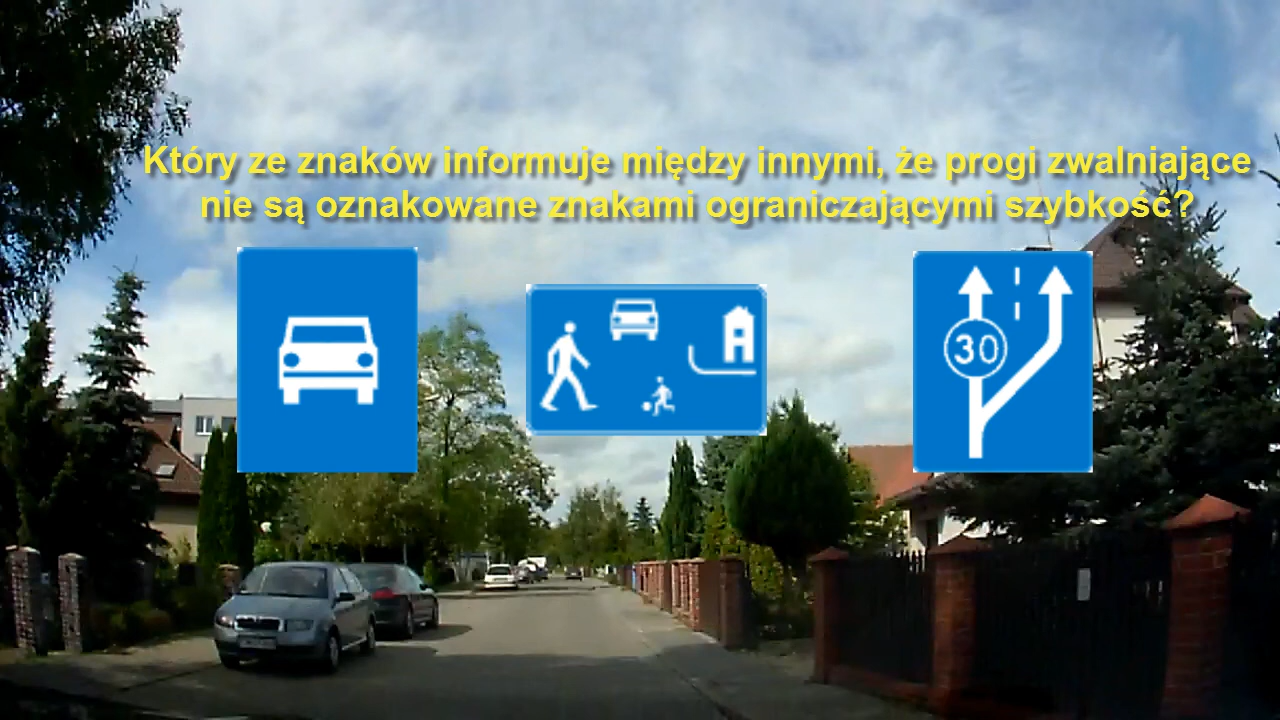 Który ze znaków informuje między innymi, że progi zwalniające
nie są oznakowane znakami ograniczającymi szybkość?
30